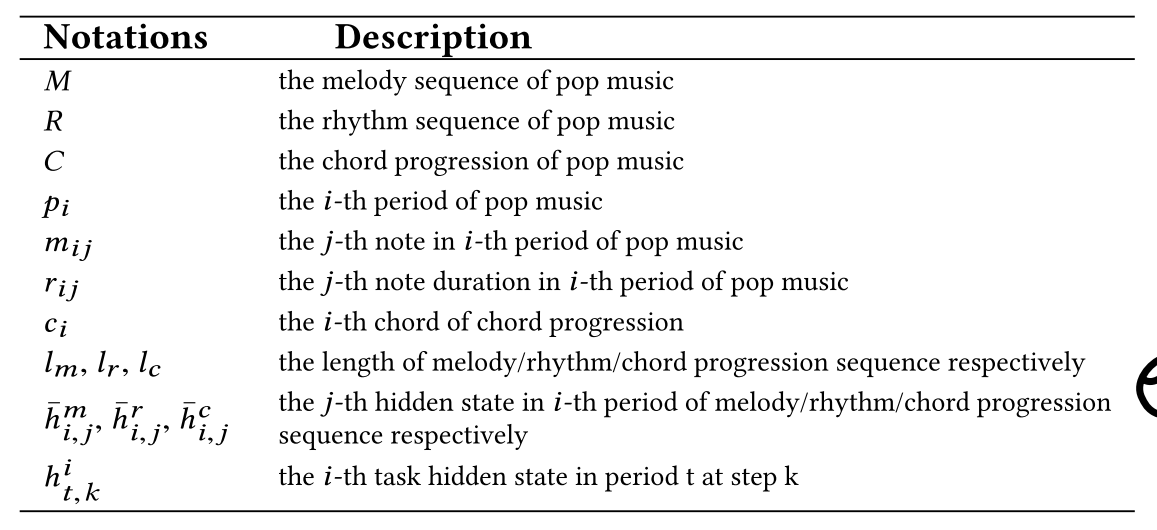 Notations Description
M the melody sequence of pop music
R the rhythm sequence of pop music
C the chord progression of pop music
p_i the i-th period of pop music
m_{ij} the j-th note in i-th period of pop music
r_{ij} the j-th note duration in i-th period of pop music
c_i the i-th chord of chord progression
l_m, l_r, l_c the length of melody/rhythm/chord progression sequence respectively
\bar{h}^m_{i,j}, \bar{h}^r_{i,j}, \bar{h}^c_{i,j} the j-th hidden state in i-th period of melody/rhythm/chord progression
sequence respectively
h^i_{t,k} the i-th task hidden state in period t at step k